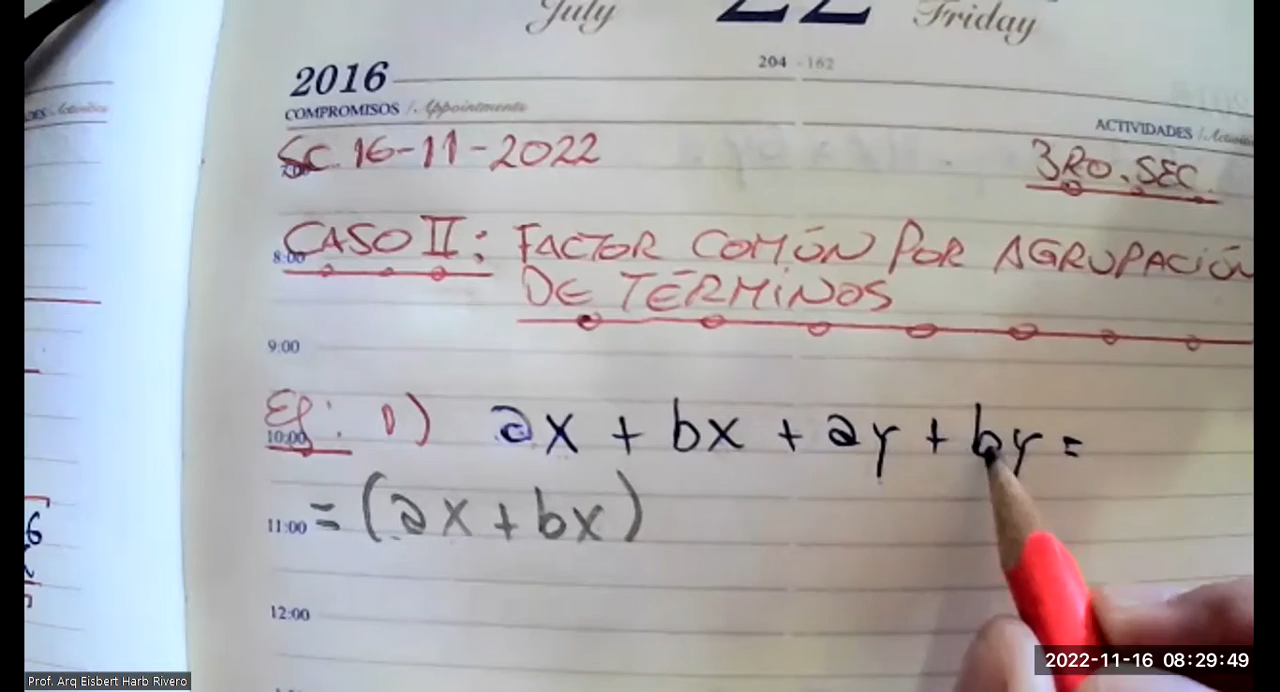 July 22 Friday
204 - 162
2016
COMPROMISOS / Appointments
ACTIVIDADES
SC. 16-11-2022
3RO. SEC.
CASO II: FACTOR COMÚN POR AGRUPACIÓN
DE TÉRMINOS
8:00
9:00
Ej: 1) ax + bx + ay + by =
10:00
= (ax + bx)
11:00
12:00
2022-11-16 08:29:49
Prof. Arq Eisbert Harb Rivero